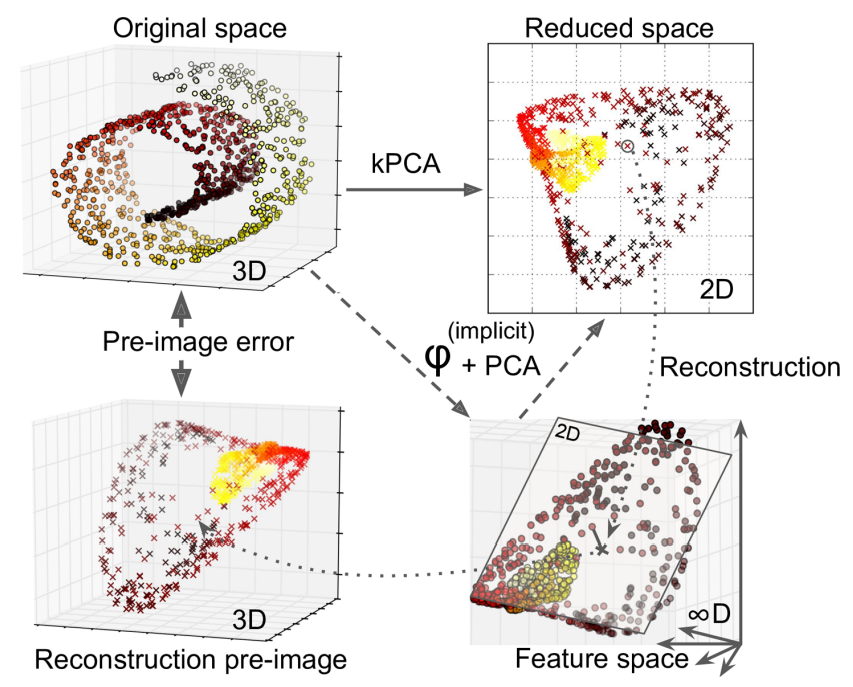 Original space
Reduced space
kPCA
3D
2D
(implicit)
φ + PCA
Pre-image error
Reconstruction
2D
3D
∞D
Reconstruction pre-image
Feature space